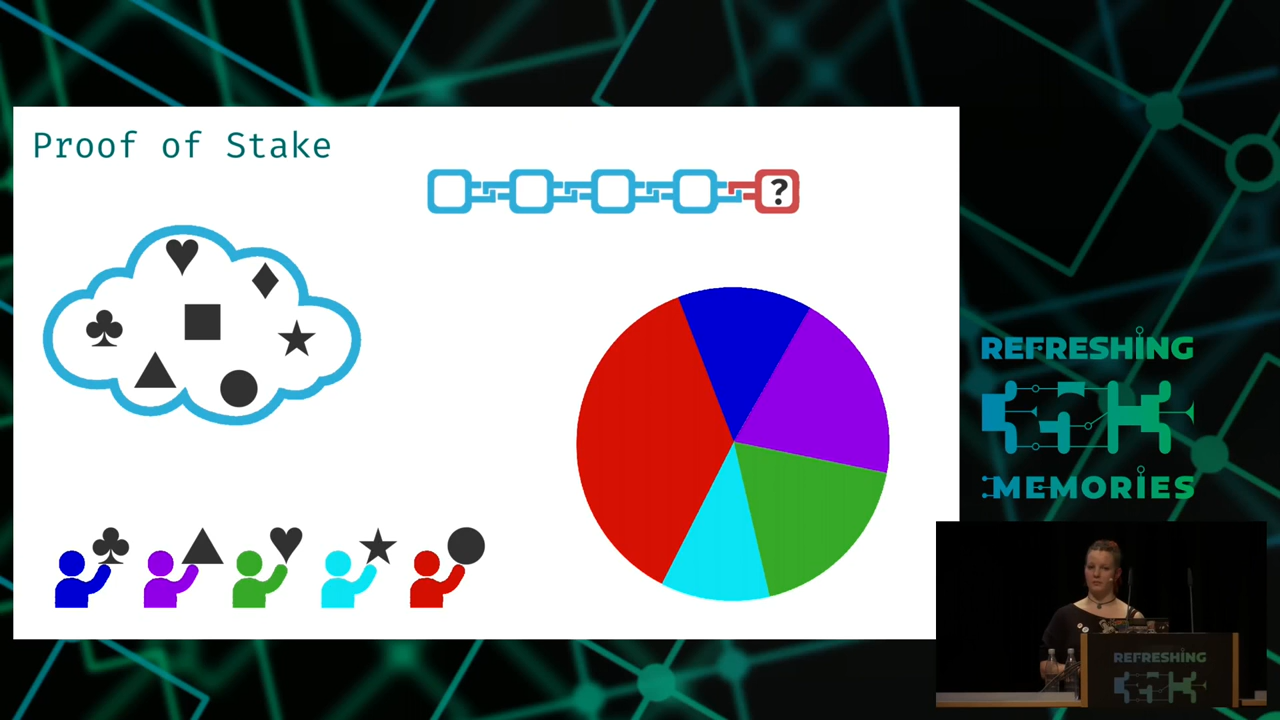 Proof of Stake
?
REFRESHING
MEMORIES
REFRESHING